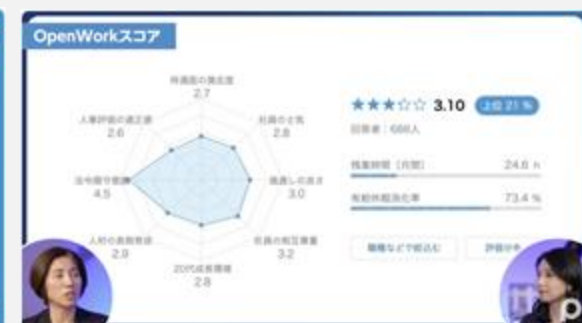 OpenWorkスコア
待遇面の満足度
2.7
人事評価の適正感
2.6
社員の士気
2.8
法令順守意識
4.5
風通しの良さ
3.0
人材の長期育成
2.9
社員の相互尊重
3.2
20代成長環境
2.8
★★★☆☆ 3.10 上位 21 %
回答者：688人
残業時間（月間） 24.6 h
有給休暇消化率 73.4 %
職種などで絞込む